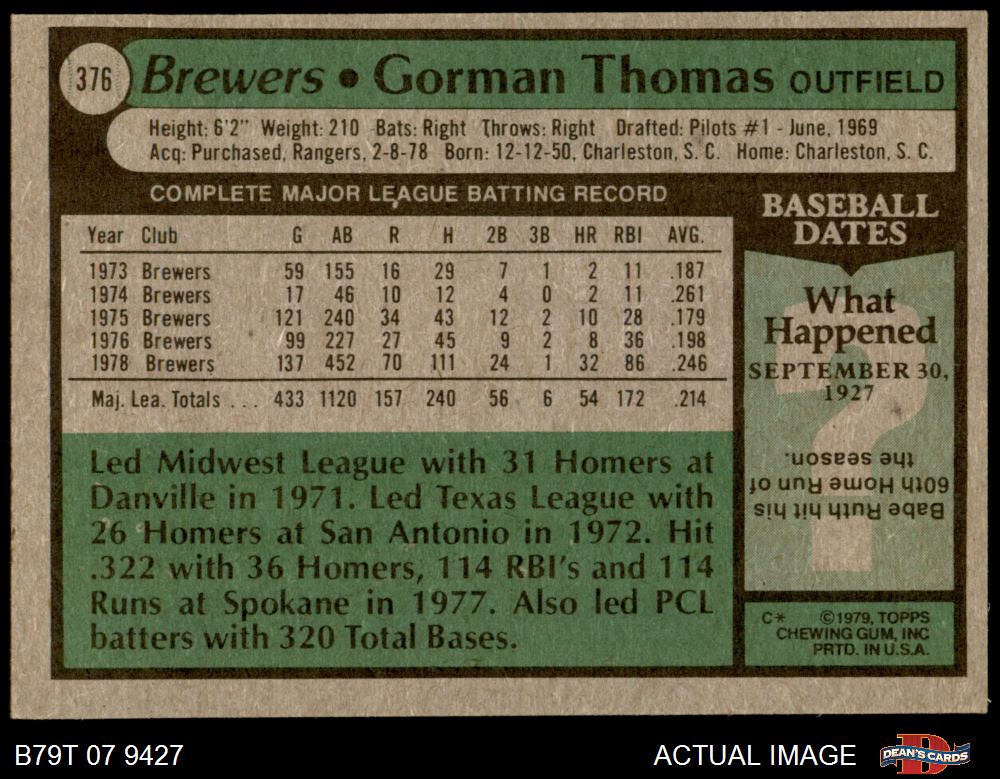 376 Brewers • Gorman Thomas OUTFIELD
Height: 6'2" Weight: 210 Bats: Right Throws: Right Drafted: Pilots #1 - June, 1969
Acq: Purchased, Rangers, 2-8-78 Born: 12-12-50, Charleston, S. C. Home: Charleston, S. C.
COMPLETE MAJOR LEAGUE BATTING RECORD
Year Club G AB R H 2B 3B HR RBI AVG.
1973 Brewers 59 155 16 29 7 1 2 11 .187
1974 Brewers 17 46 10 12 4 0 2 11 .261
1975 Brewers 121 240 34 43 12 2 10 28 .179
1976 Brewers 99 227 27 45 9 2 8 36 .198
1978 Brewers 137 452 70 111 24 1 32 86 .246
Maj. Lea. Totals ... 433 1120 157 240 56 6 54 172 .214
Led Midwest League with 31 Homers at
Danville in 1971. Led Texas League with
26 Homers at San Antonio in 1972. Hit
.322 with 36 Homers, 114 RBI's and 114
Runs at Spokane in 1977. Also led PCL
batters with 320 Total Bases.
BASEBALL
DATES
What
Happened
SEPTEMBER 30,
1927
?
Babe Ruth hit his
60th Home Run of
the season.
C* ©1979, TOPPS
CHEWING GUM, INC
PRTD. IN U.S.A.
B79T 07 9427
ACTUAL IMAGE
D
DEAN'S CARDS